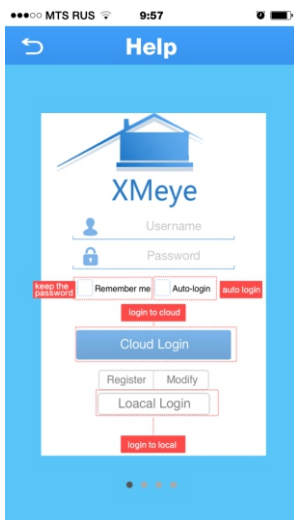 MTS RUS 9:57
Help
XMeye
Username
Password
keep the password
Remember me
Auto-login
auto login
login to cloud
Cloud Login
Register Modify
Loacal Login
login to local